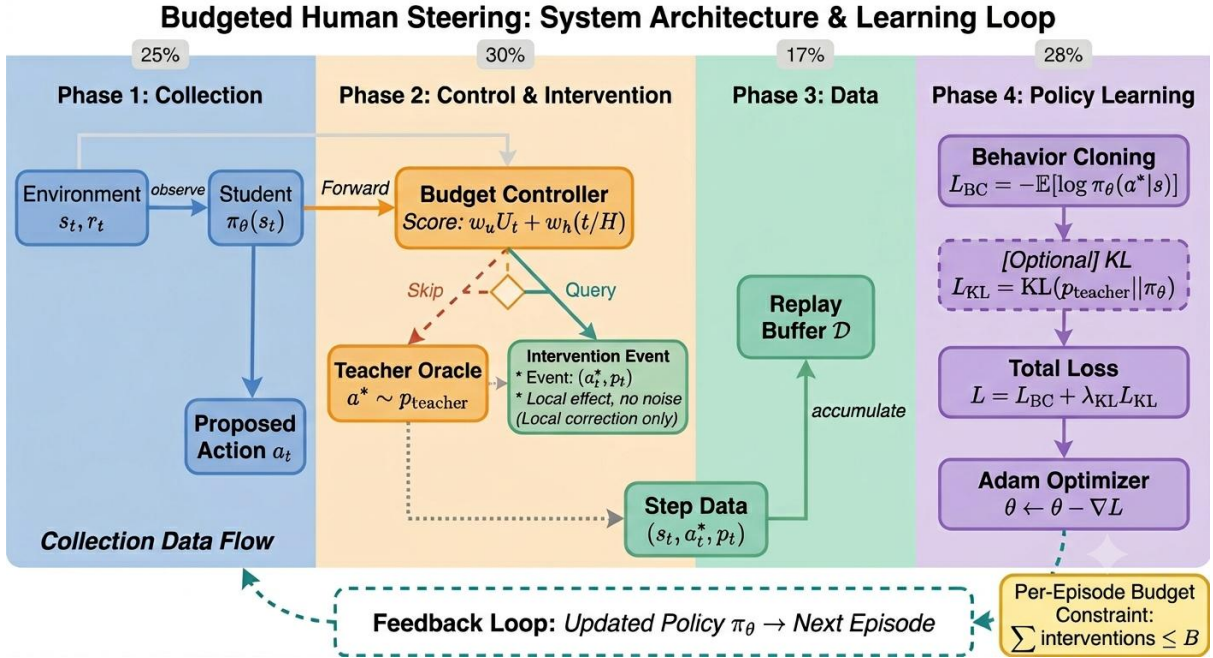 Budgeted Human Steering: System Architecture & Learning Loop
25%
30%
17%
28%
Phase 1: Collection
Phase 2: Control & Intervention
Phase 3: Data
Phase 4: Policy Learning
Environment
s_t, r_t
observe
Student
π_θ(s_t)
Forward
Proposed
Action a_t
Collection Data Flow
Budget Controller
Score: w_u U_t + w_h(t/H)
Skip
Query
Teacher Oracle
a* ∼ p_teacher
Intervention Event
* Event: (a*_t, p_t)
* Local effect, no noise
(Local correction only)
Step Data
(s_t, a*_t, p_t)
accumulate
Replay
Buffer 𝒟
Behavior Cloning
L_BC = −𝔼[log π_θ(a*|s)]
[Optional] KL
L_KL = KL(p_teacher||π_θ)
Total Loss
L = L_BC + λ_KL L_KL
Adam Optimizer
θ ← θ − ∇L
Feedback Loop: Updated Policy π_θ → Next Episode
Per-Episode Budget
Constraint:
∑ interventions ≤ B